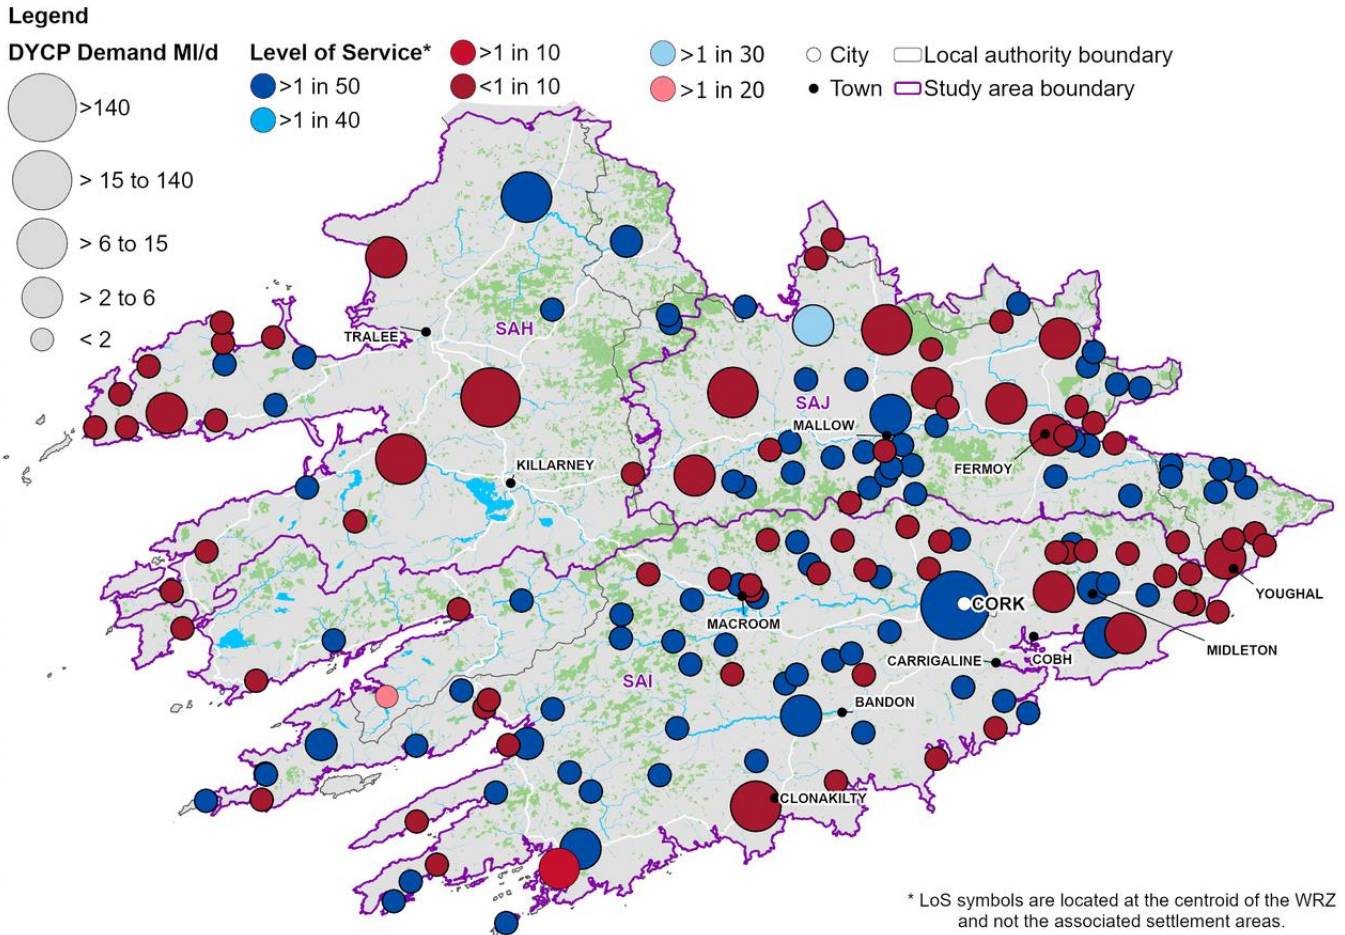 Legend
DYCP Demand Ml/d
>140
> 15 to 140
> 6 to 15
> 2 to 6
< 2
Level of Service*
>1 in 50
>1 in 40
>1 in 10
<1 in 10
>1 in 30
>1 in 20
City
Town
Local authority boundary
Study area boundary
TRALEE
SAH
SAJ
MALLOW
KILLARNEY
FERMOY
YOUGHAL
CORK
MACROOM
MIDLETON
COBH
CARRIGALINE
SAI
BANDON
CLONAKILTY
* LoS symbols are located at the centroid of the WRZ
and not the associated settlement areas.